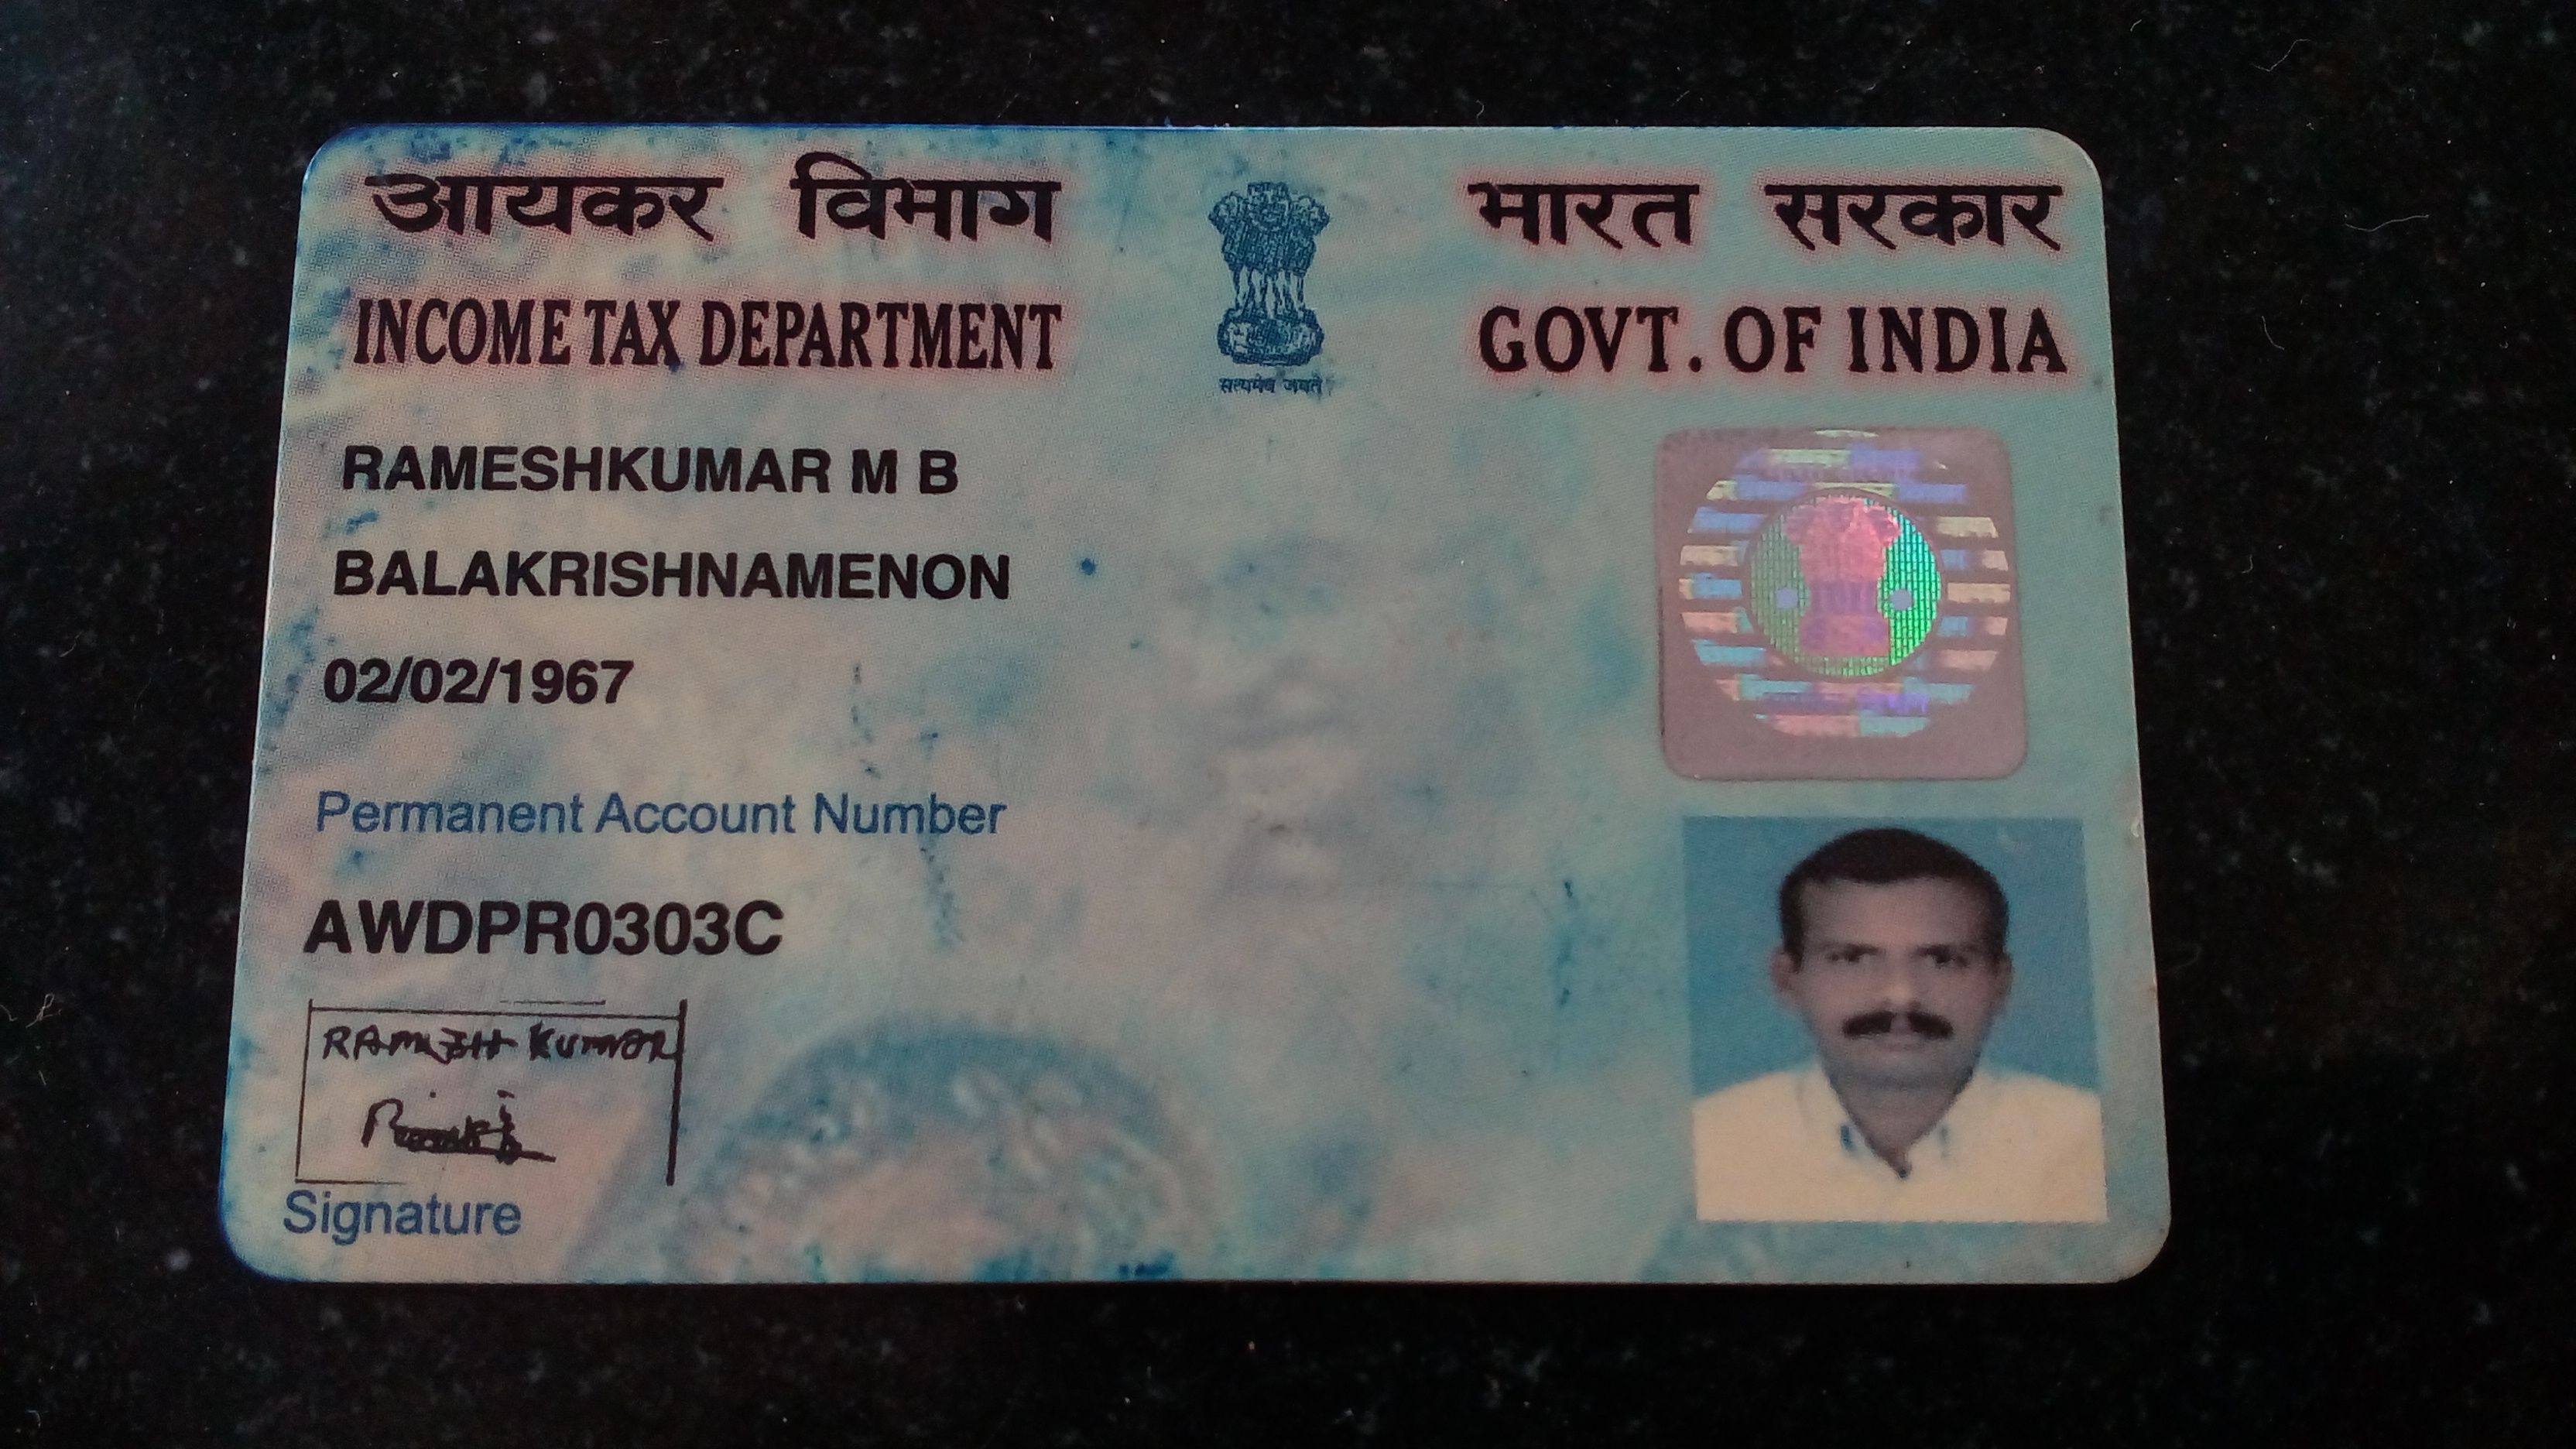 आयकर विभाग
INCOME TAX DEPARTMENT
सत्यमेव जयते
भारत सरकार
GOVT. OF INDIA
RAMESHKUMAR M B
BALAKRISHNAMENON
02/02/1967
Permanent Account Number
AWDPR0303C
RAMESH KUMAR
Signature